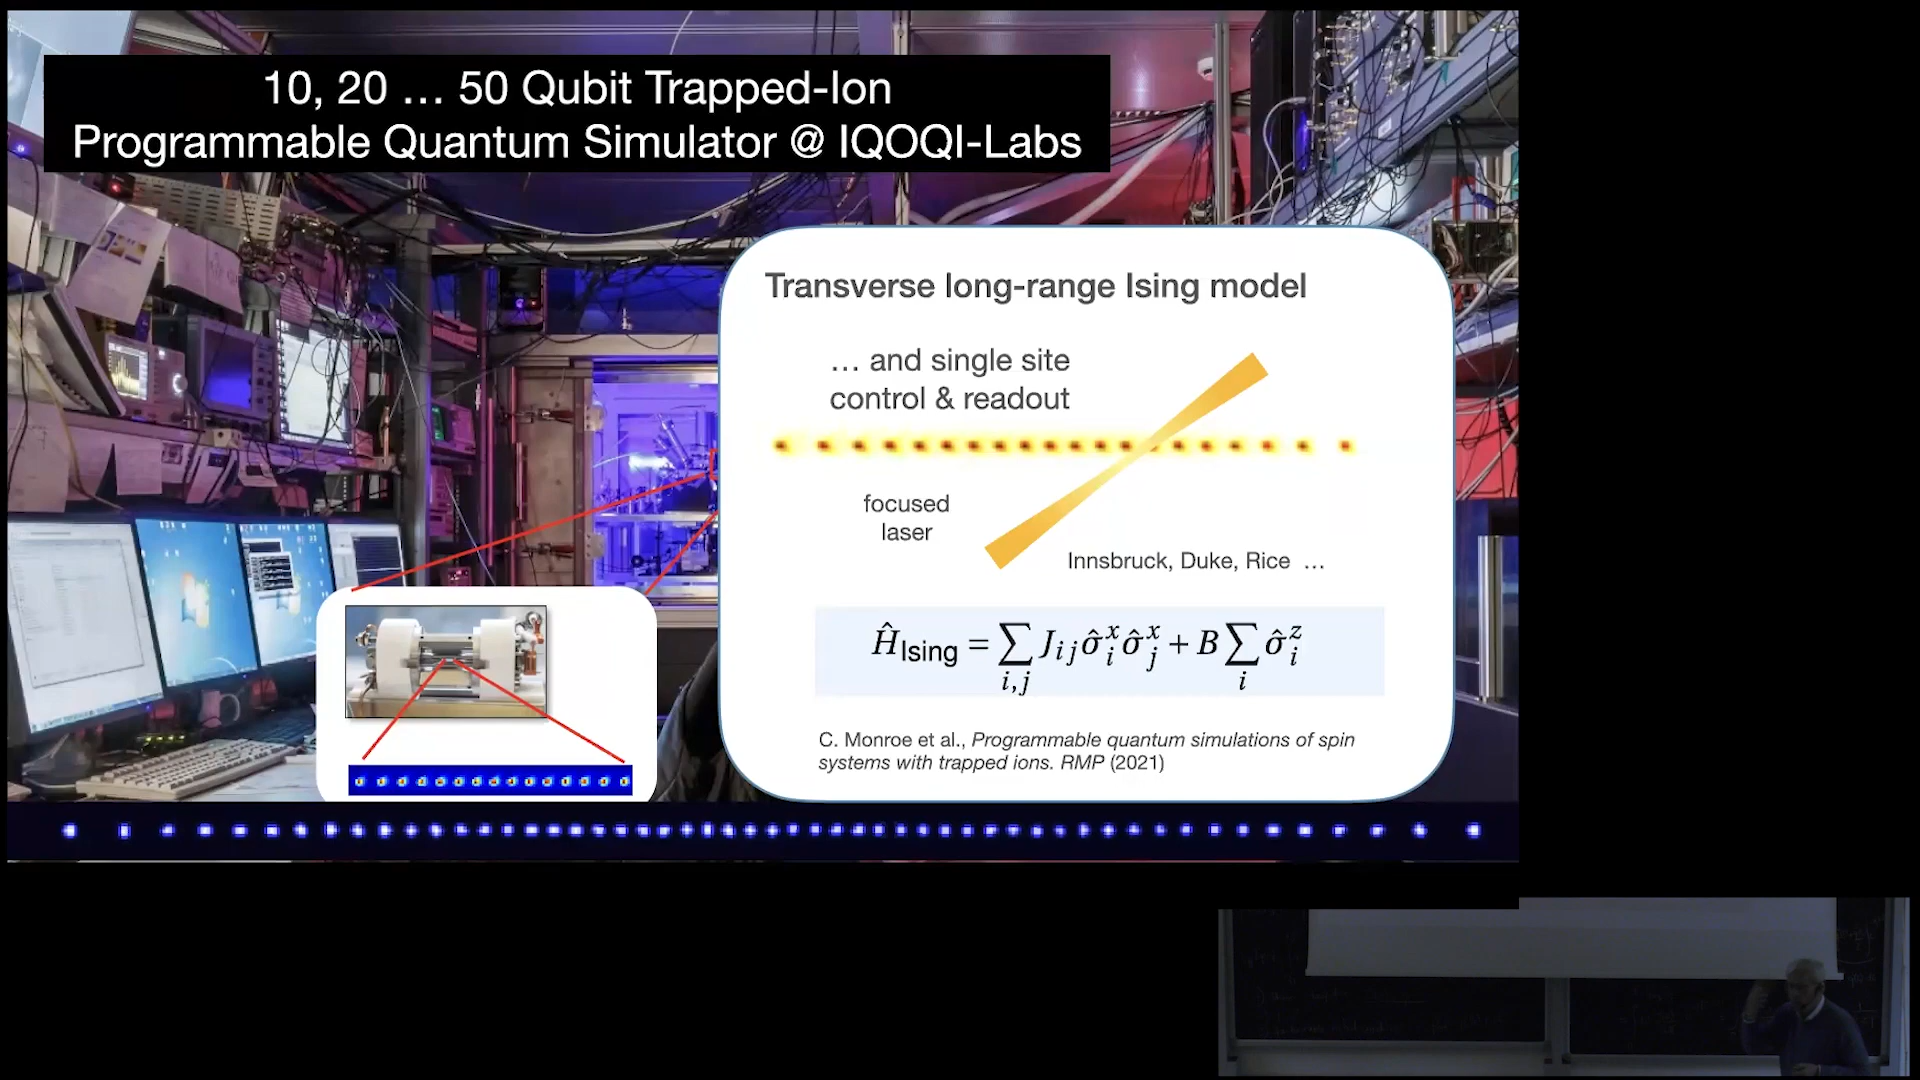 10, 20 … 50 Qubit Trapped-Ion
Programmable Quantum Simulator @ IQOQI-Labs
Transverse long-range Ising model
… and single site
control & readout
focused
laser
Innsbruck, Duke, Rice …
Ĥ_Ising = ∑_{i,j} J_{ij} σ̂_i^x σ̂_j^x + B ∑_i σ̂_i^z
C. Monroe et al., Programmable quantum simulations of spin
systems with trapped ions. RMP (2021)